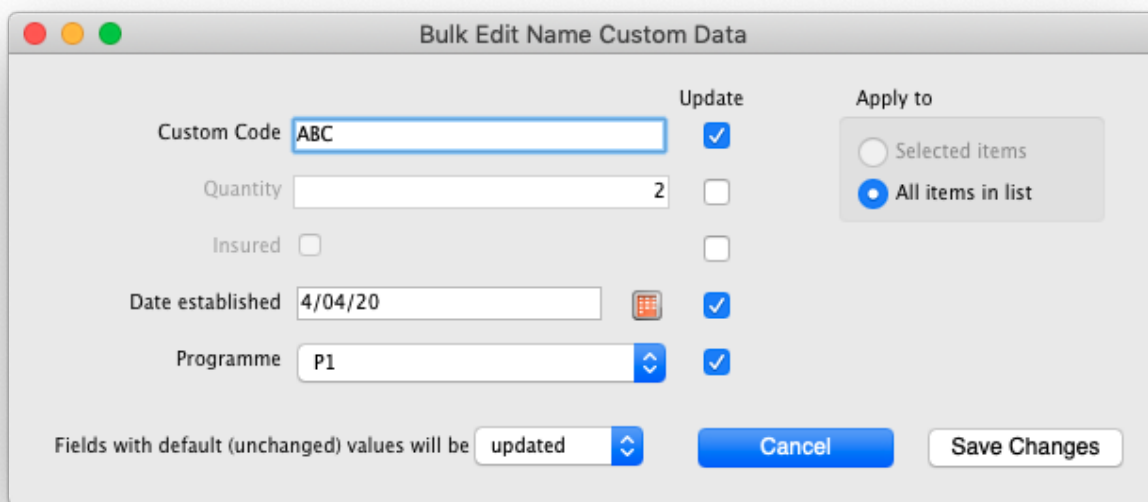 Bulk Edit Name Custom Data
Update
Apply to
Custom Code ABC
Selected items
Quantity 2
All items in list
Insured
Date established 4/04/20
Programme P1
Fields with default (unchanged) values will be updated
Cancel
Save Changes